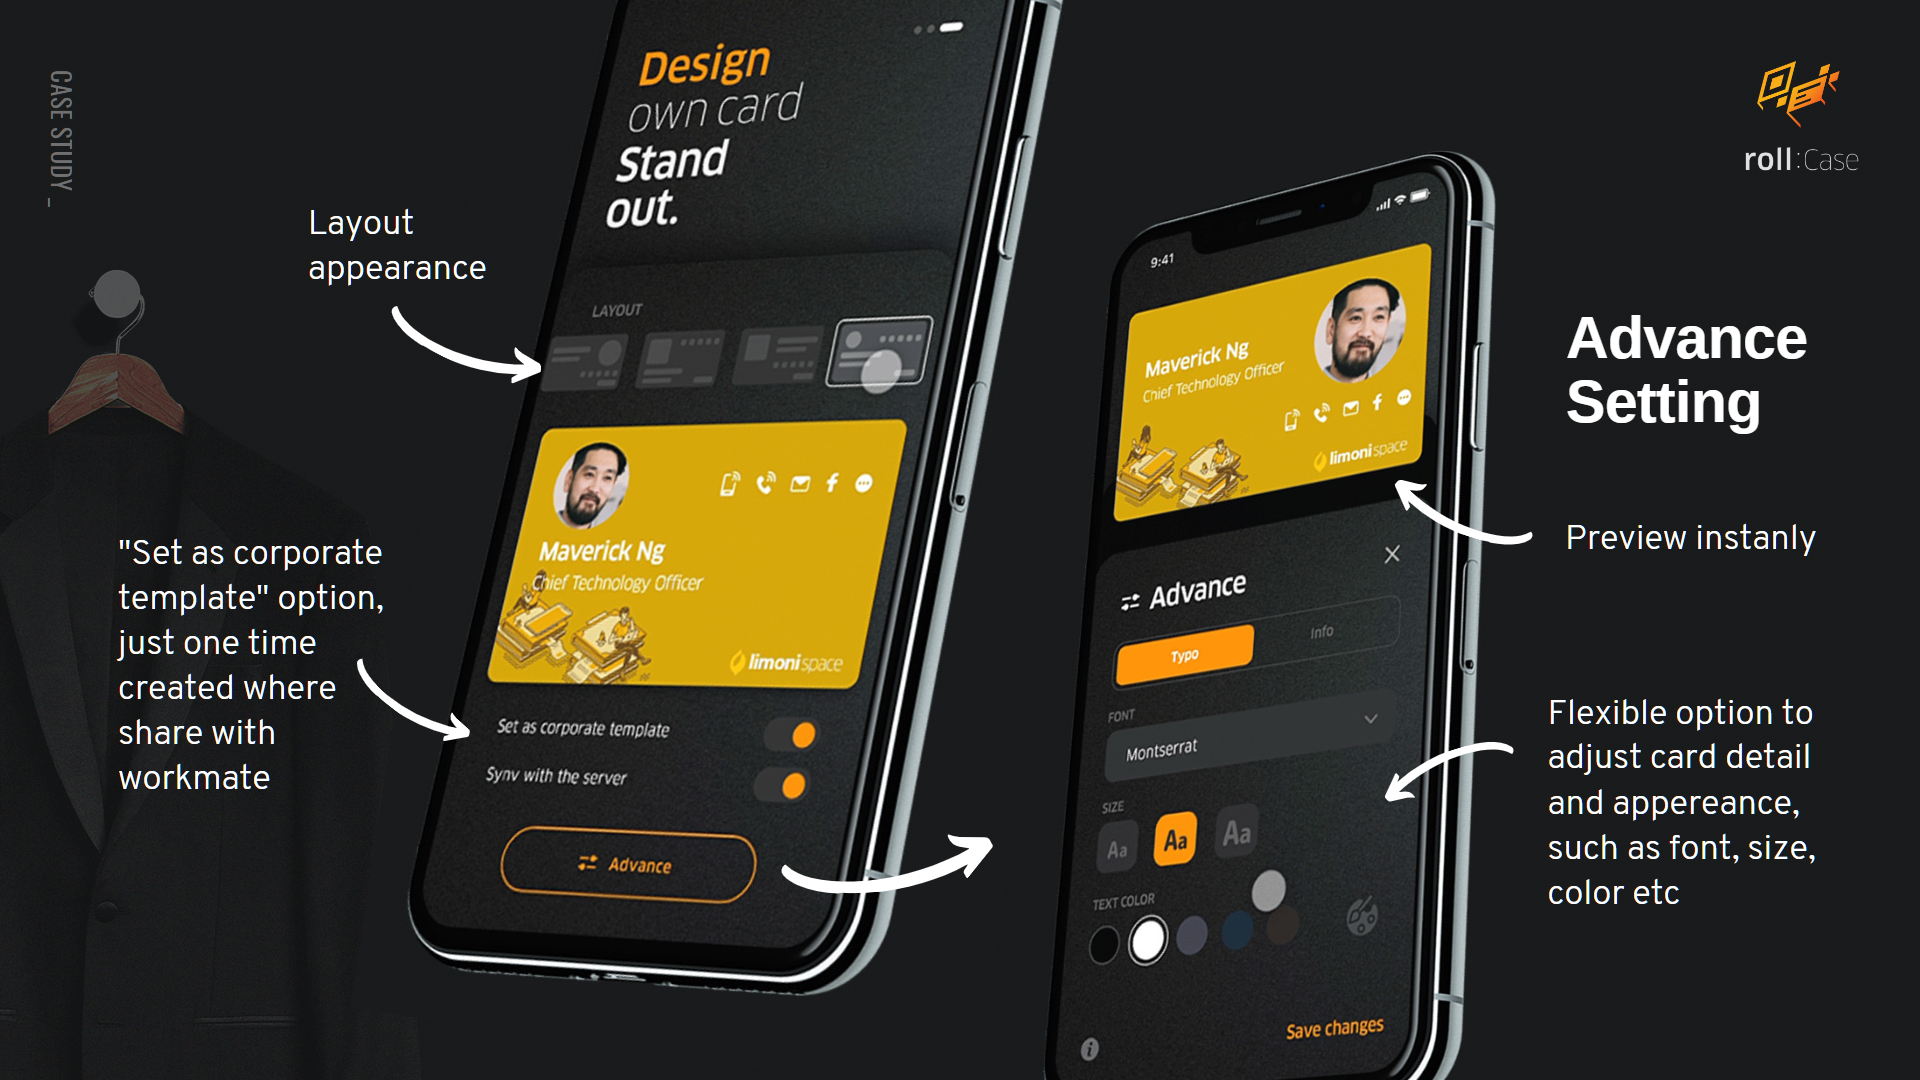 CASE STUDY _
roll:Case
Layout
appearance
"Set as corporate
template" option,
just one time
created where
share with
workmate
Design
own card
Stand
out.
LAYOUT
Maverick Ng
Chief Technology Officer
limoni space
Set as corporate template
Synv with the server
Advance
9:41
Maverick Ng
Chief Technology Officer
limoni space
Advance
Typo
Info
FONT
Montserrat
SIZE
Aa
Aa
Aa
TEXT COLOR
Save changes
Advance
Setting
Preview instanly
Flexible option to
adjust card detail
and appereance,
such as font, size,
color etc